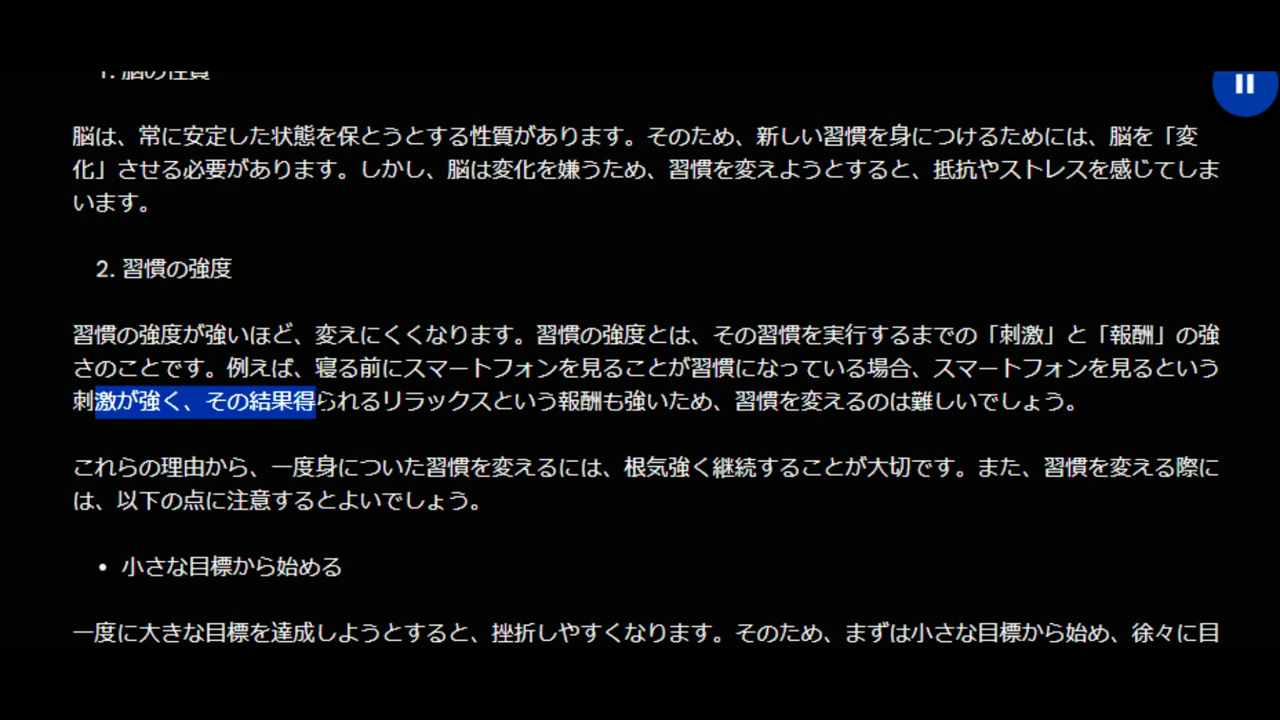 1. 脳の性質
脳は、常に安定した状態を保とうとする性質があります。そのため、新しい習慣を身につけるためには、脳を「変
化」させる必要があります。しかし、脳は変化を嫌うため、習慣を変えようとすると、抵抗やストレスを感じてしま
います。
2. 習慣の強度
習慣の強度が強いほど、変えにくくなります。習慣の強度とは、その習慣を実行するまでの「刺激」と「報酬」の強
さのことです。例えば、寝る前にスマートフォンを見ることが習慣になっている場合、スマートフォンを見るという
刺激が強く、その結果得られるリラックスという報酬も強いため、習慣を変えるのは難しいでしょう。
これらの理由から、一度身についた習慣を変えるには、根気強く継続することが大切です。また、習慣を変える際に
は、以下の点に注意するとよいでしょう。
• 小さな目標から始める
一度に大きな目標を達成しようとすると、挫折しやすくなります。そのため、まずは小さな目標から始め、徐々に目